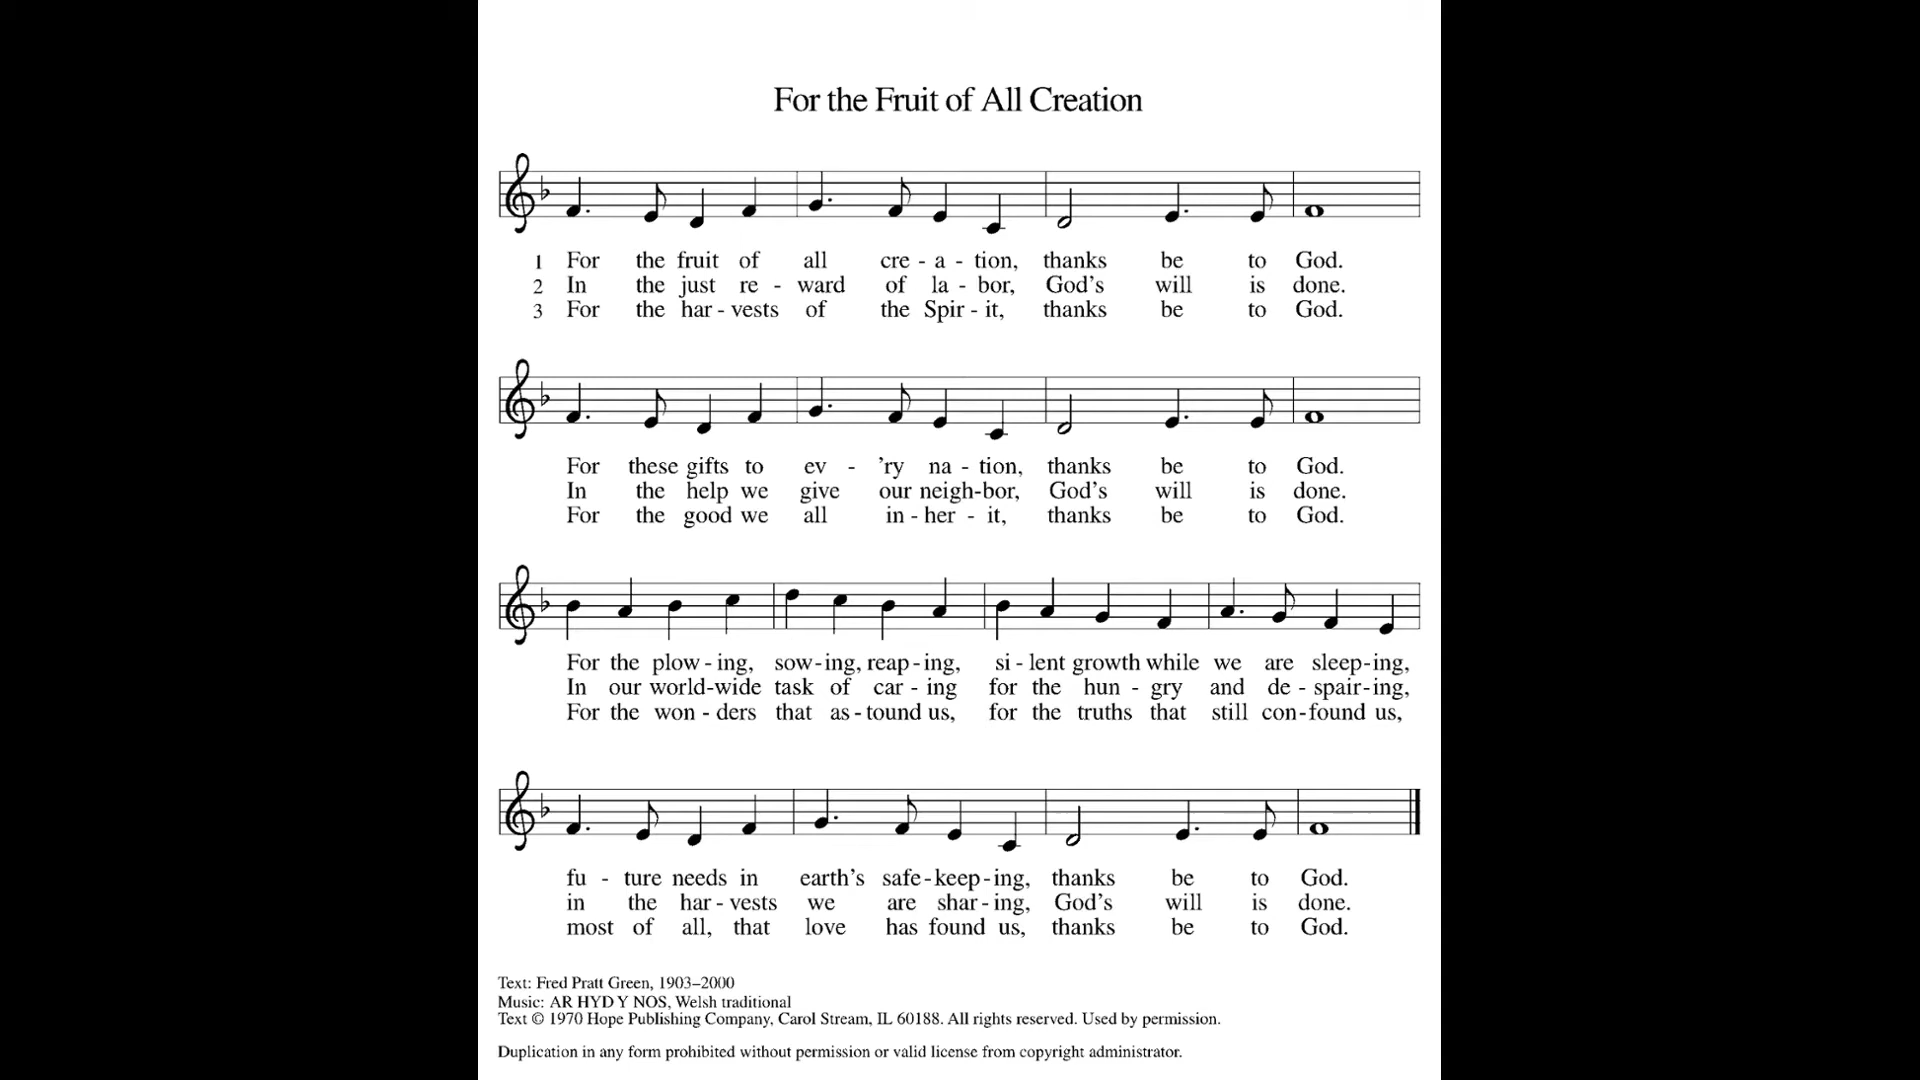 For the Fruit of All Creation
1 For the fruit of all cre - a - tion, thanks be to God.
2 In the just re - ward of la - bor, God's will is done.
3 For the har - vests of the Spir - it, thanks be to God.
For these gifts to ev - 'ry na - tion, thanks be to God.
In the help we give our neigh-bor, God's will is done.
For the good we all in - her - it, thanks be to God.
For the plow - ing, sow - ing, reap - ing, si - lent growth while we are sleep - ing,
In our world-wide task of car - ing for the hun - gry and de - spair - ing,
For the won - ders that as - tound us, for the truths that still con - found us,
fu - ture needs in earth's safe - keep - ing, thanks be to God.
in the har - vests we are shar - ing, God's will is done.
most of all, that love has found us, thanks be to God.
Text: Fred Pratt Green, 1903–2000
Music: AR HYD Y NOS, Welsh traditional
Text © 1970 Hope Publishing Company, Carol Stream, IL 60188. All rights reserved. Used by permission.
Duplication in any form prohibited without permission or valid license from copyright administrator.